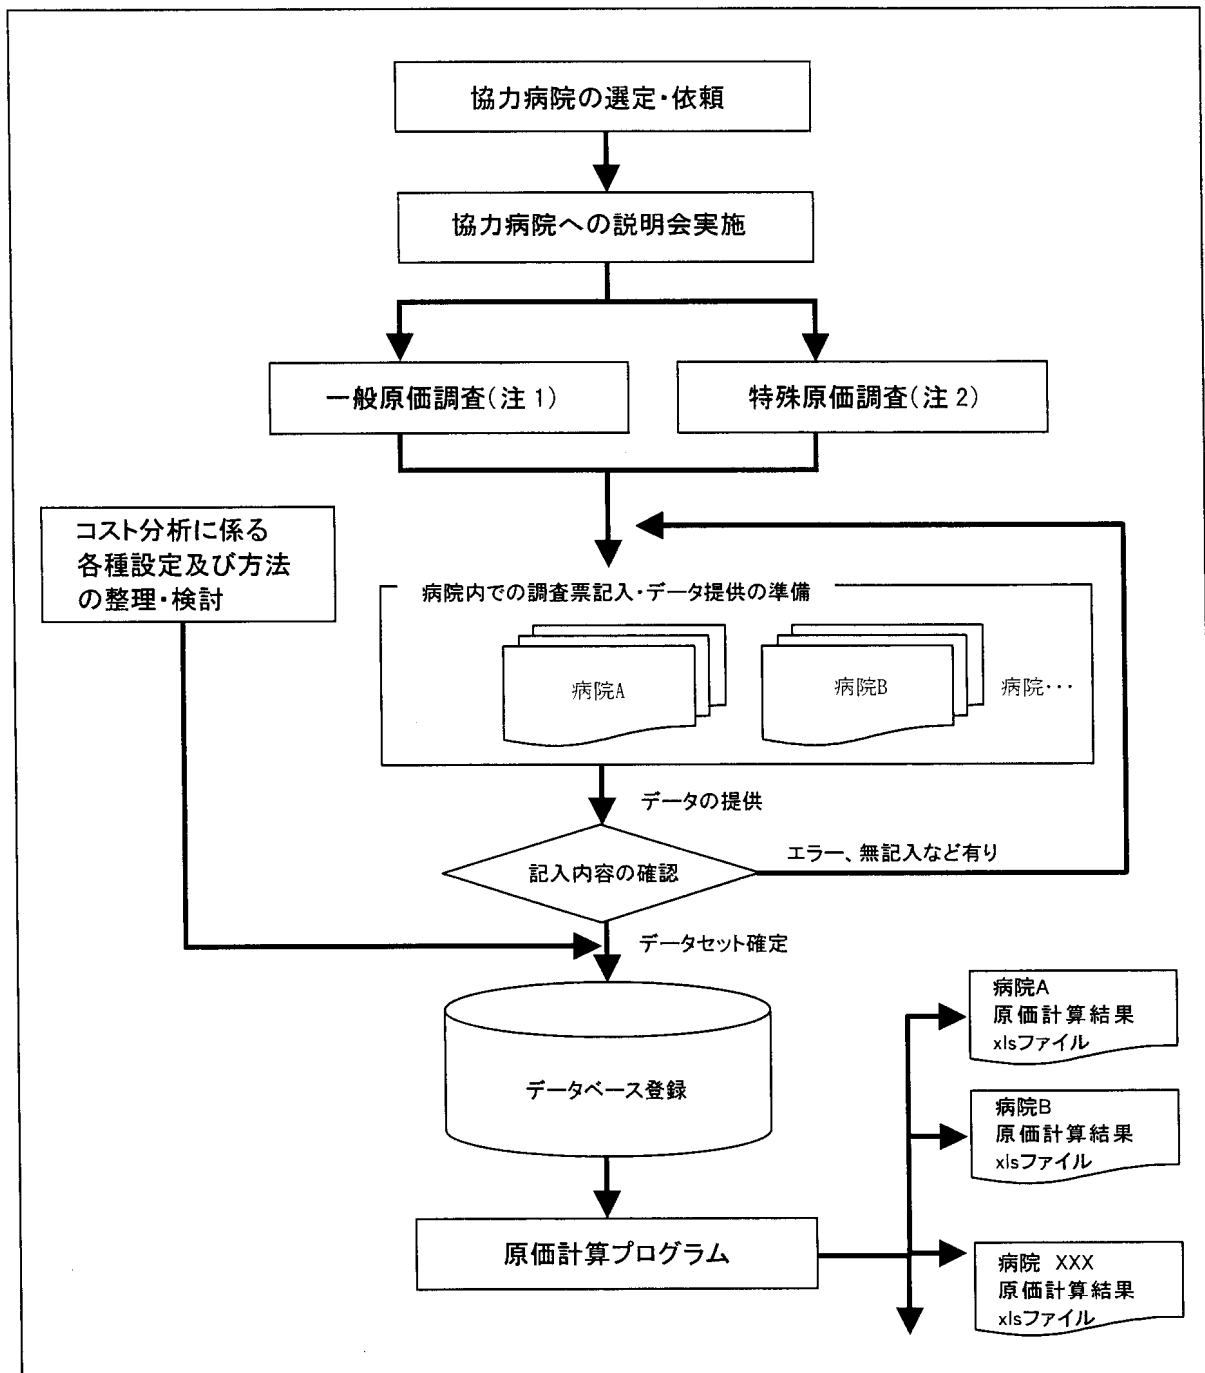 協力病院の選定・依頼
協力病院への説明会実施
一般原価調査(注 1)
特殊原価調査(注 2)
コスト分析に係る
各種設定及び方法
の整理・検討
病院内での調査票記入・データ提供の準備
病院A
病院B
病院・・・
データの提供
記入内容の確認
エラー、無記入など有り
データセット確定
データベース登録
原価計算プログラム
病院A
原価計算結果
xlsファイル
病院B
原価計算結果
xlsファイル
病院 XXX
原価計算結果
xlsファイル